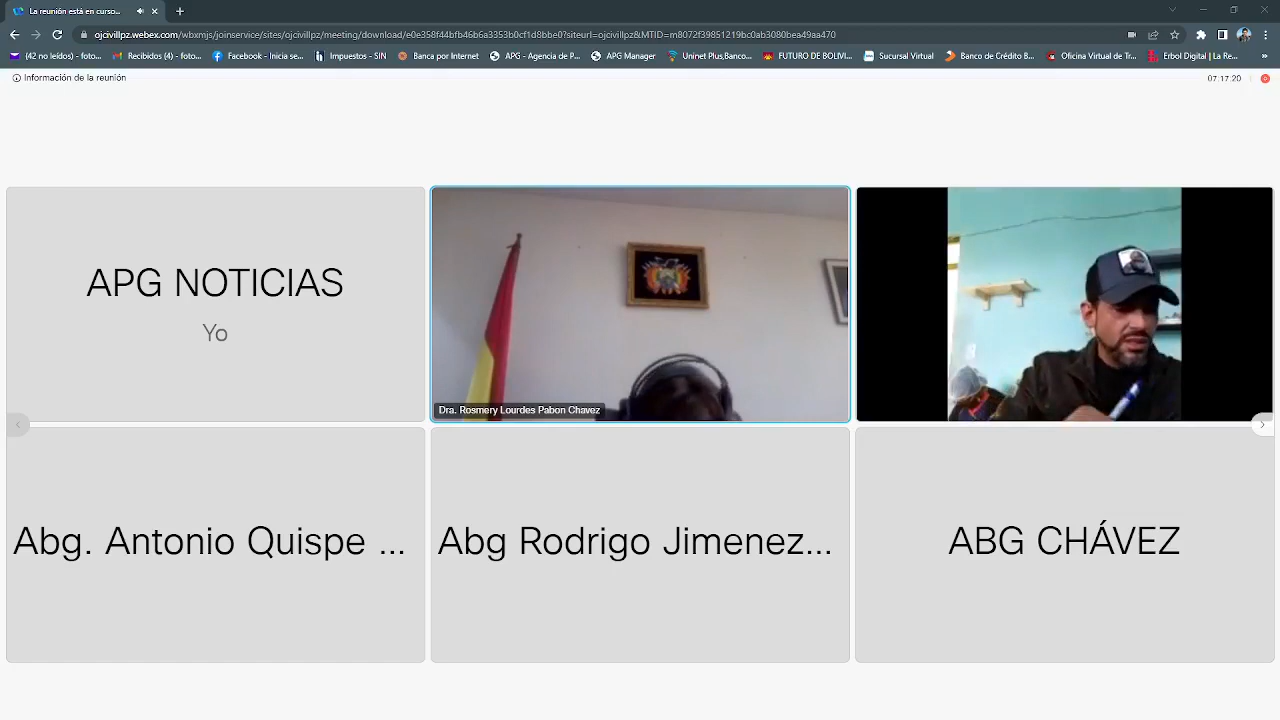 La reunión está en curso...
ojcivillpz.webex.com/wbxmjs/joinservice/sites/ojcivillpz/meeting/download/e0e358f441b45b6a33530cf1d8bbe0?siteurl=ojcivillpz&MTID=m8072f39851219bc0ab3080bea49aa470
(42 no leído) - foto...
Recibidos (4) - foto...
Facebook - Inicia se...
Impuestos - SIN
Banca por Internet
APG - Agencia de P...
APG Manager
Uninet Plus,Banco...
FUTURO DE BOLIVI...
Sucursal Virtual
Banco de Crédito B...
Oficina Virtual de Tr...
Erbol Digital | La Re...
Información de la reunión
07:17:20
APG NOTICIAS
Yo
Dra. Rosmery Lourdes Pabon Chavez
Abg. Antonio Quispe ...
Abg Rodrigo Jimenez...
ABG CHÁVEZ